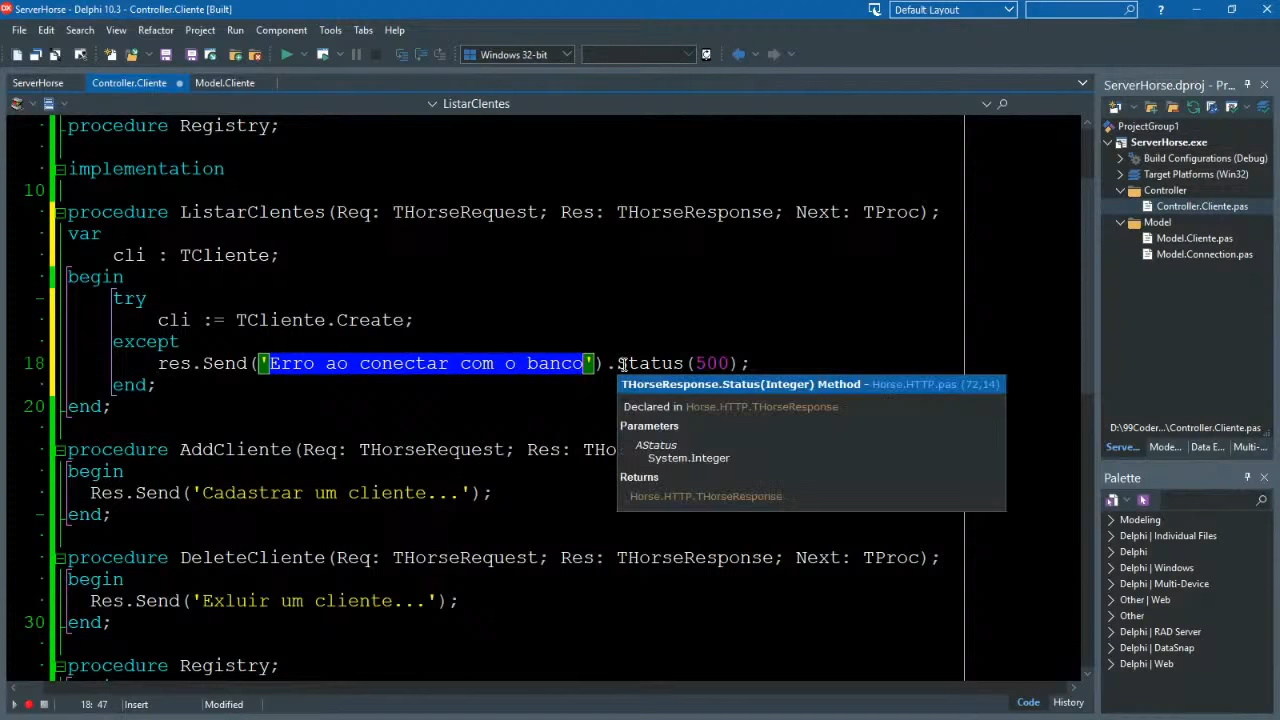 ServerHorse - Delphi 10.3 - Controller.Cliente [Built]
Default Layout
File Edit Search View Refactor Project Run Component Tools Tabs Help
Windows 32-bit
ServerHorse Controller.Cliente Model.Cliente
ListarClentes
procedure Registry;
implementation
10
procedure ListarClentes(Req: THorseRequest; Res: THorseResponse; Next: TProc);
var
cli : TCliente;
begin
try
cli := TCliente.Create;
except
18 res.Send('Erro ao conectar com o banco').Status(500);
end;
20 end;
procedure AddCliente(Req: THorseRequest; Res: THo
begin
Res.Send('Cadastrar um cliente...');
end;
procedure DeleteCliente(Req: THorseRequest; Res: THorseResponse; Next: TProc);
begin
Res.Send('Exluir um cliente...');
30 end;
procedure Registry;
THorseResponse.Status(Integer) Method - Horse.HTTP.pas (72,14)
Declared in Horse.HTTP.THorseResponse
Parameters
AStatus
System.Integer
Returns
Horse.HTTP.THorseResponse
18: 47 Insert Modified
Code History
ServerHorse.dproj - Pr...
ProjectGroup1
ServerHorse.exe
Build Configurations (Debug)
Target Platforms (Win32)
Controller
Controller.Cliente.pas
Model
Model.Cliente.pas
Model.Connection.pas
D:\99Coder...\Controller.Cliente.pas
Serve... Mode... Data E... Multi-...
Palette
Modeling
Delphi | Individual Files
Delphi
Delphi | Windows
Delphi | Multi-Device
Other | Web
Other
Delphi | RAD Server
Delphi | DataSnap
Delphi | Web